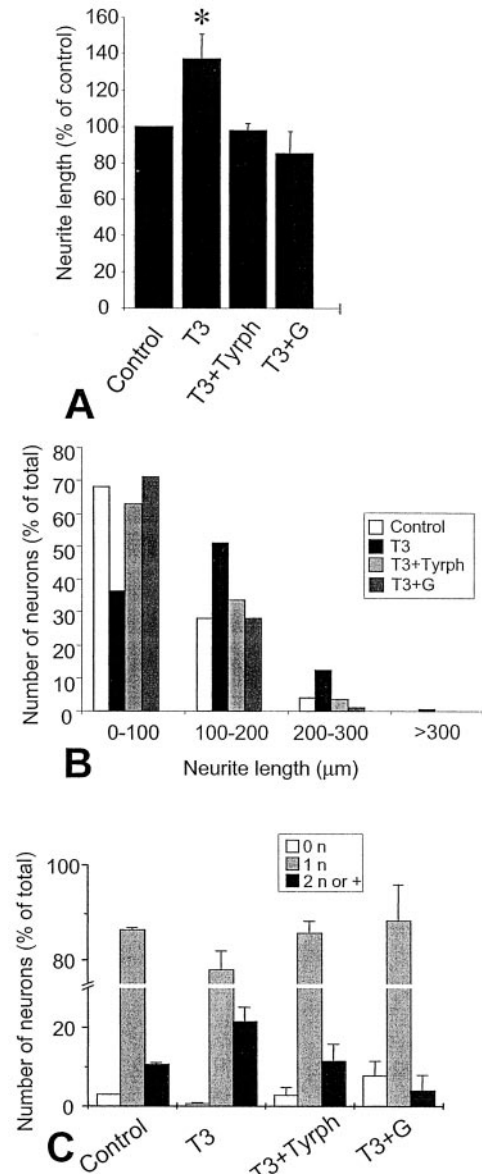 160
*
140
120
100
80
60
40
20
0
Neurite length (% of control)
Control
T3
T3+Tyrph
T3+G
A
80
70
60
50
40
30
20
10
0
Number of neurons (% of total)
Control
T3
T3+Tyrph
T3+G
0-100
100-200
200-300
>300
Neurite length (µm)
B
100
80
20
0
Number of neurons (% of total)
0 n
1 n
2 n or +
Control
T3
T3+Tyrph
T3+G
C